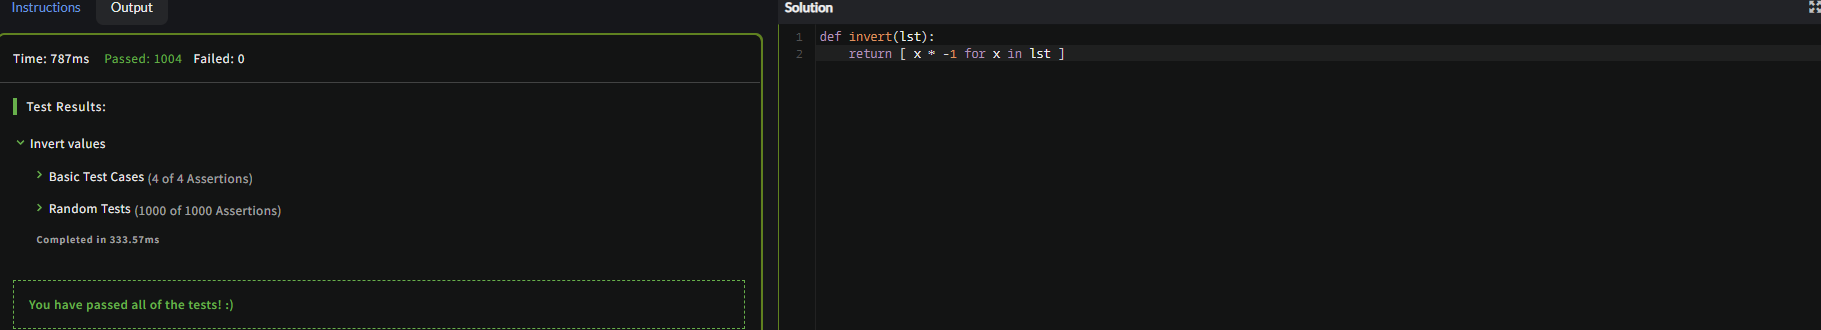 Instructions
Output
Time: 787ms Passed: 1004 Failed: 0
Test Results:
Invert values
Basic Test Cases (4 of 4 Assertions)
Random Tests (1000 of 1000 Assertions)
Completed in 333.57ms
You have passed all of the tests! :)
Solution
1 def invert(lst):
2     return [ x * -1 for x in lst ]